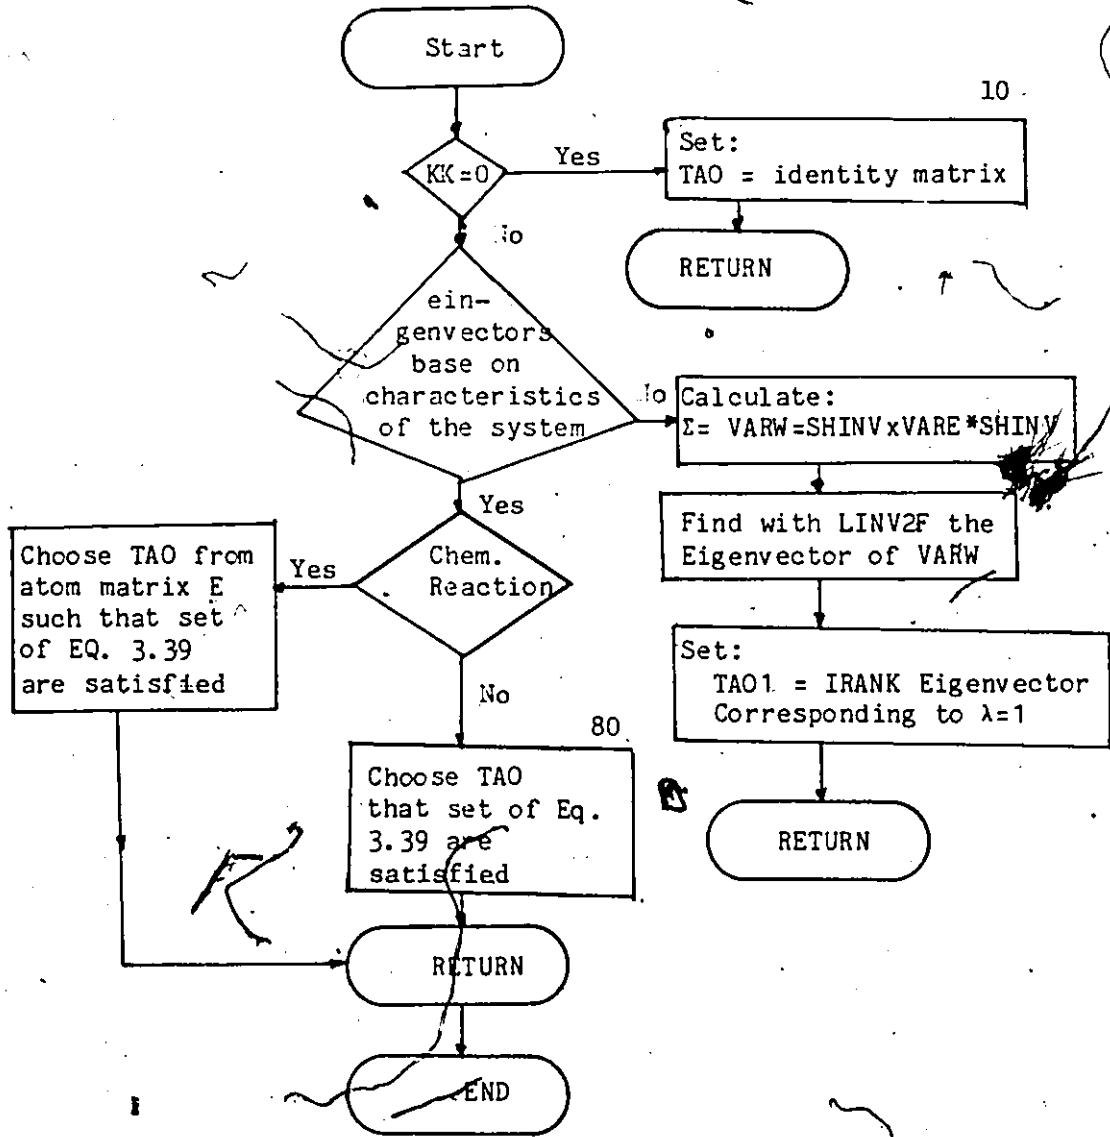 Start
10
KK=0
Yes
Set:
TAO = identity matrix
No
RETURN
ein-
genvectors
base on
characteristics
of the system
No
Calculate:
Σ= VARW=SHINVxVARE*SHINV
Yes
Find with LINV2F the
Eigenvector of VARW
Chem.
Reaction
Yes
Choose TAO from
atom matrix E
such that set
of EQ. 3.39
are satisfied
Set:
TAO1 = IRANK Eigenvector
Corresponding to λ=1
No
80
Choose TAO
that set of Eq.
3.39 are
satisfied
RETURN
RETURN
END